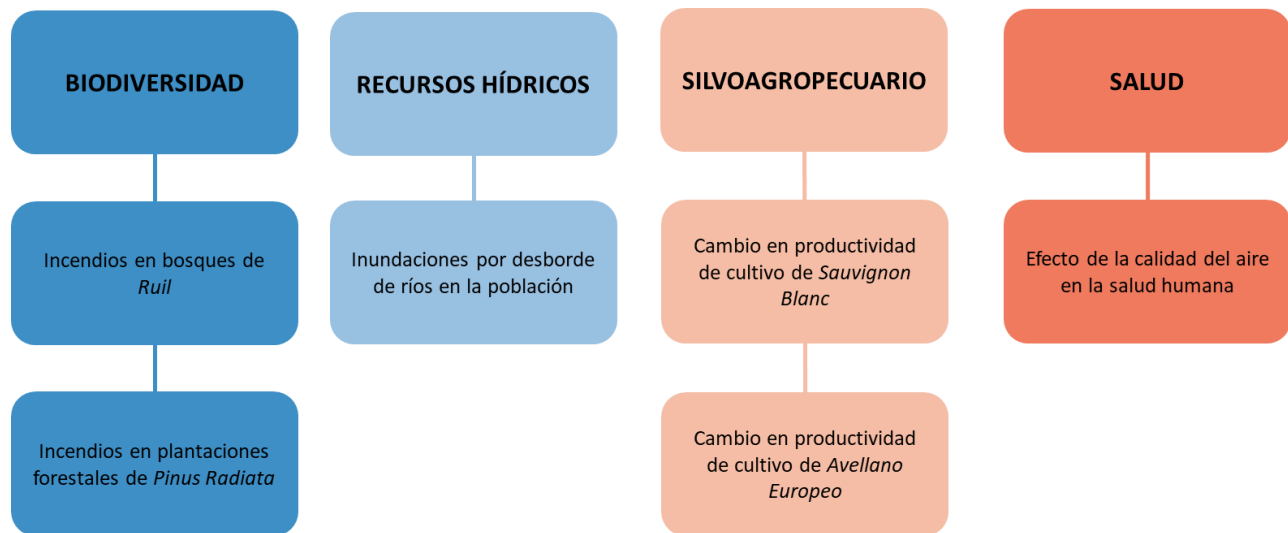 BIODIVERSIDAD
Incendios en bosques de
Ruil
Incendios en plantaciones
forestales de Pinus Radiata
RECURSOS HÍDRICOS
Inundaciones por desborde
de ríos en la población
SILVOAGROPECUARIO
Cambio en productividad
de cultivo de Sauvignon
Blanc
Cambio en productividad
de cultivo de Avellano
Europeo
SALUD
Efecto de la calidad del aire
en la salud humana